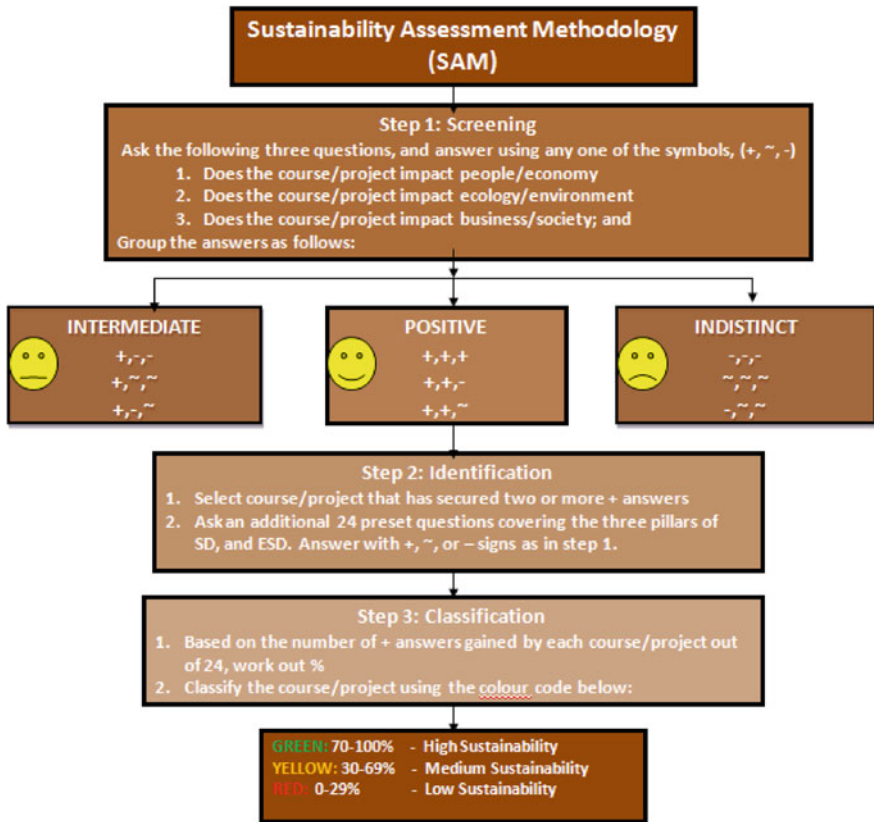 Sustainability Assessment Methodology
(SAM)
Step 1: Screening
Ask the following three questions, and answer using any one of the symbols, (+, ~, -)
1. Does the course/project impact people/economy
2. Does the course/project impact ecology/environment
3. Does the course/project impact business/society; and
Group the answers as follows:
INTERMEDIATE
+,-,-
+,~,~
+,-,~
POSITIVE
+,+,+
+,+,-
+,+,~
INDISTINCT
-,-,-
~,~,~
-,~,~
Step 2: Identification
1. Select course/project that has secured two or more + answers
2. Ask an additional 24 preset questions covering the three pillars of
SD, and ESD. Answer with +, ~, or – signs as in step 1.
Step 3: Classification
1. Based on the number of + answers gained by each course/project out
of 24, work out %
2. Classify the course/project using the colour code below:
GREEN: 70-100% - High Sustainability
YELLOW: 30-69% - Medium Sustainability
RED: 0-29% - Low Sustainability